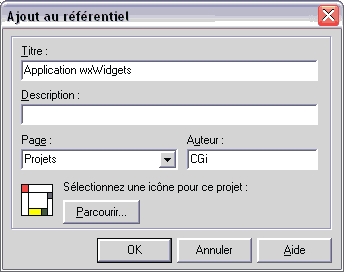 Ajout au référentiel
Titre :
Application wxWidgets
Description :
Page : Auteur :
Projets CGi
Sélectionnez une icône pour ce projet :
Parcourir...
OK Annuler Aide